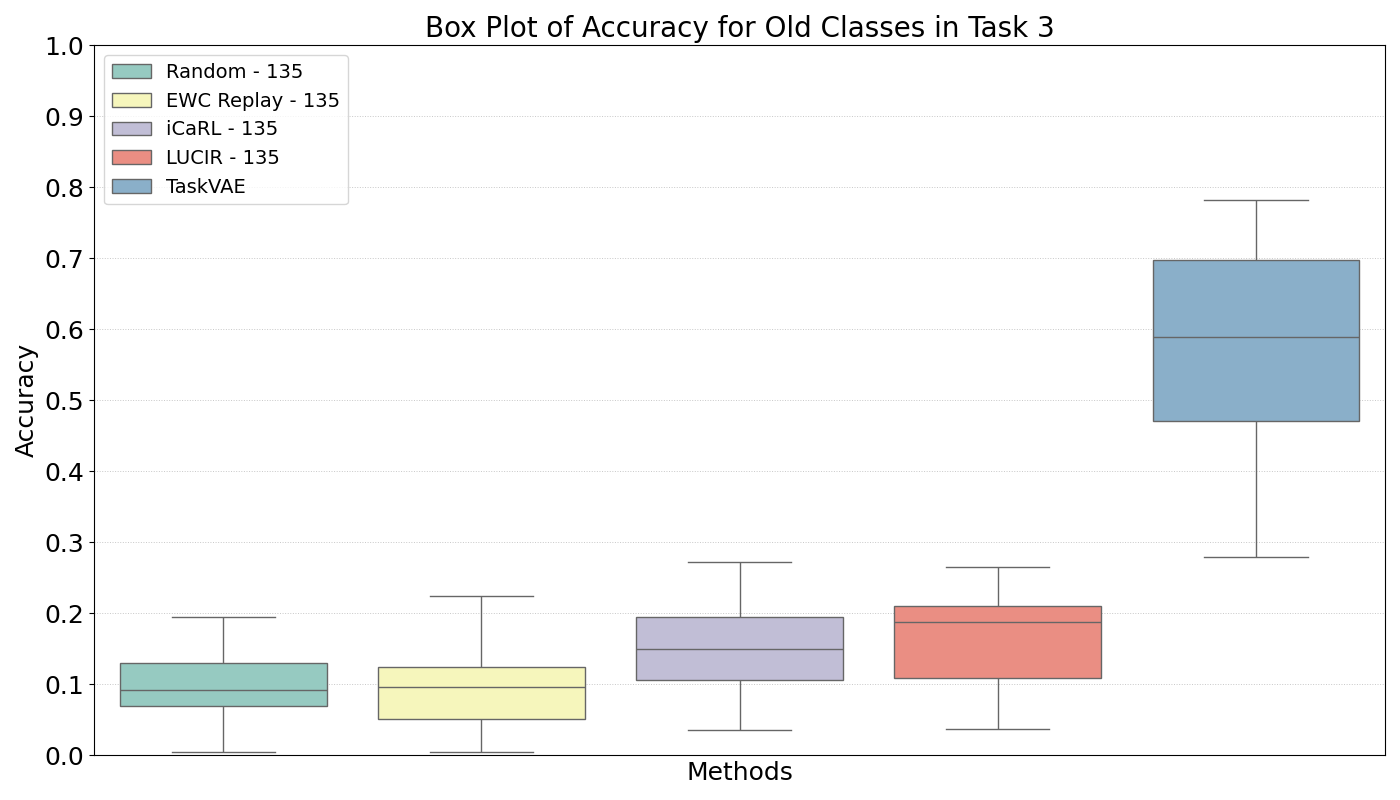 Box Plot of Accuracy for Old Classes in Task 3
1.0
0.9
0.8
0.7
0.6
0.5
0.4
0.3
0.2
0.1
0.0
Accuracy
Random - 135
EWC Replay - 135
iCaRL - 135
LUCIR - 135
TaskVAE
Methods